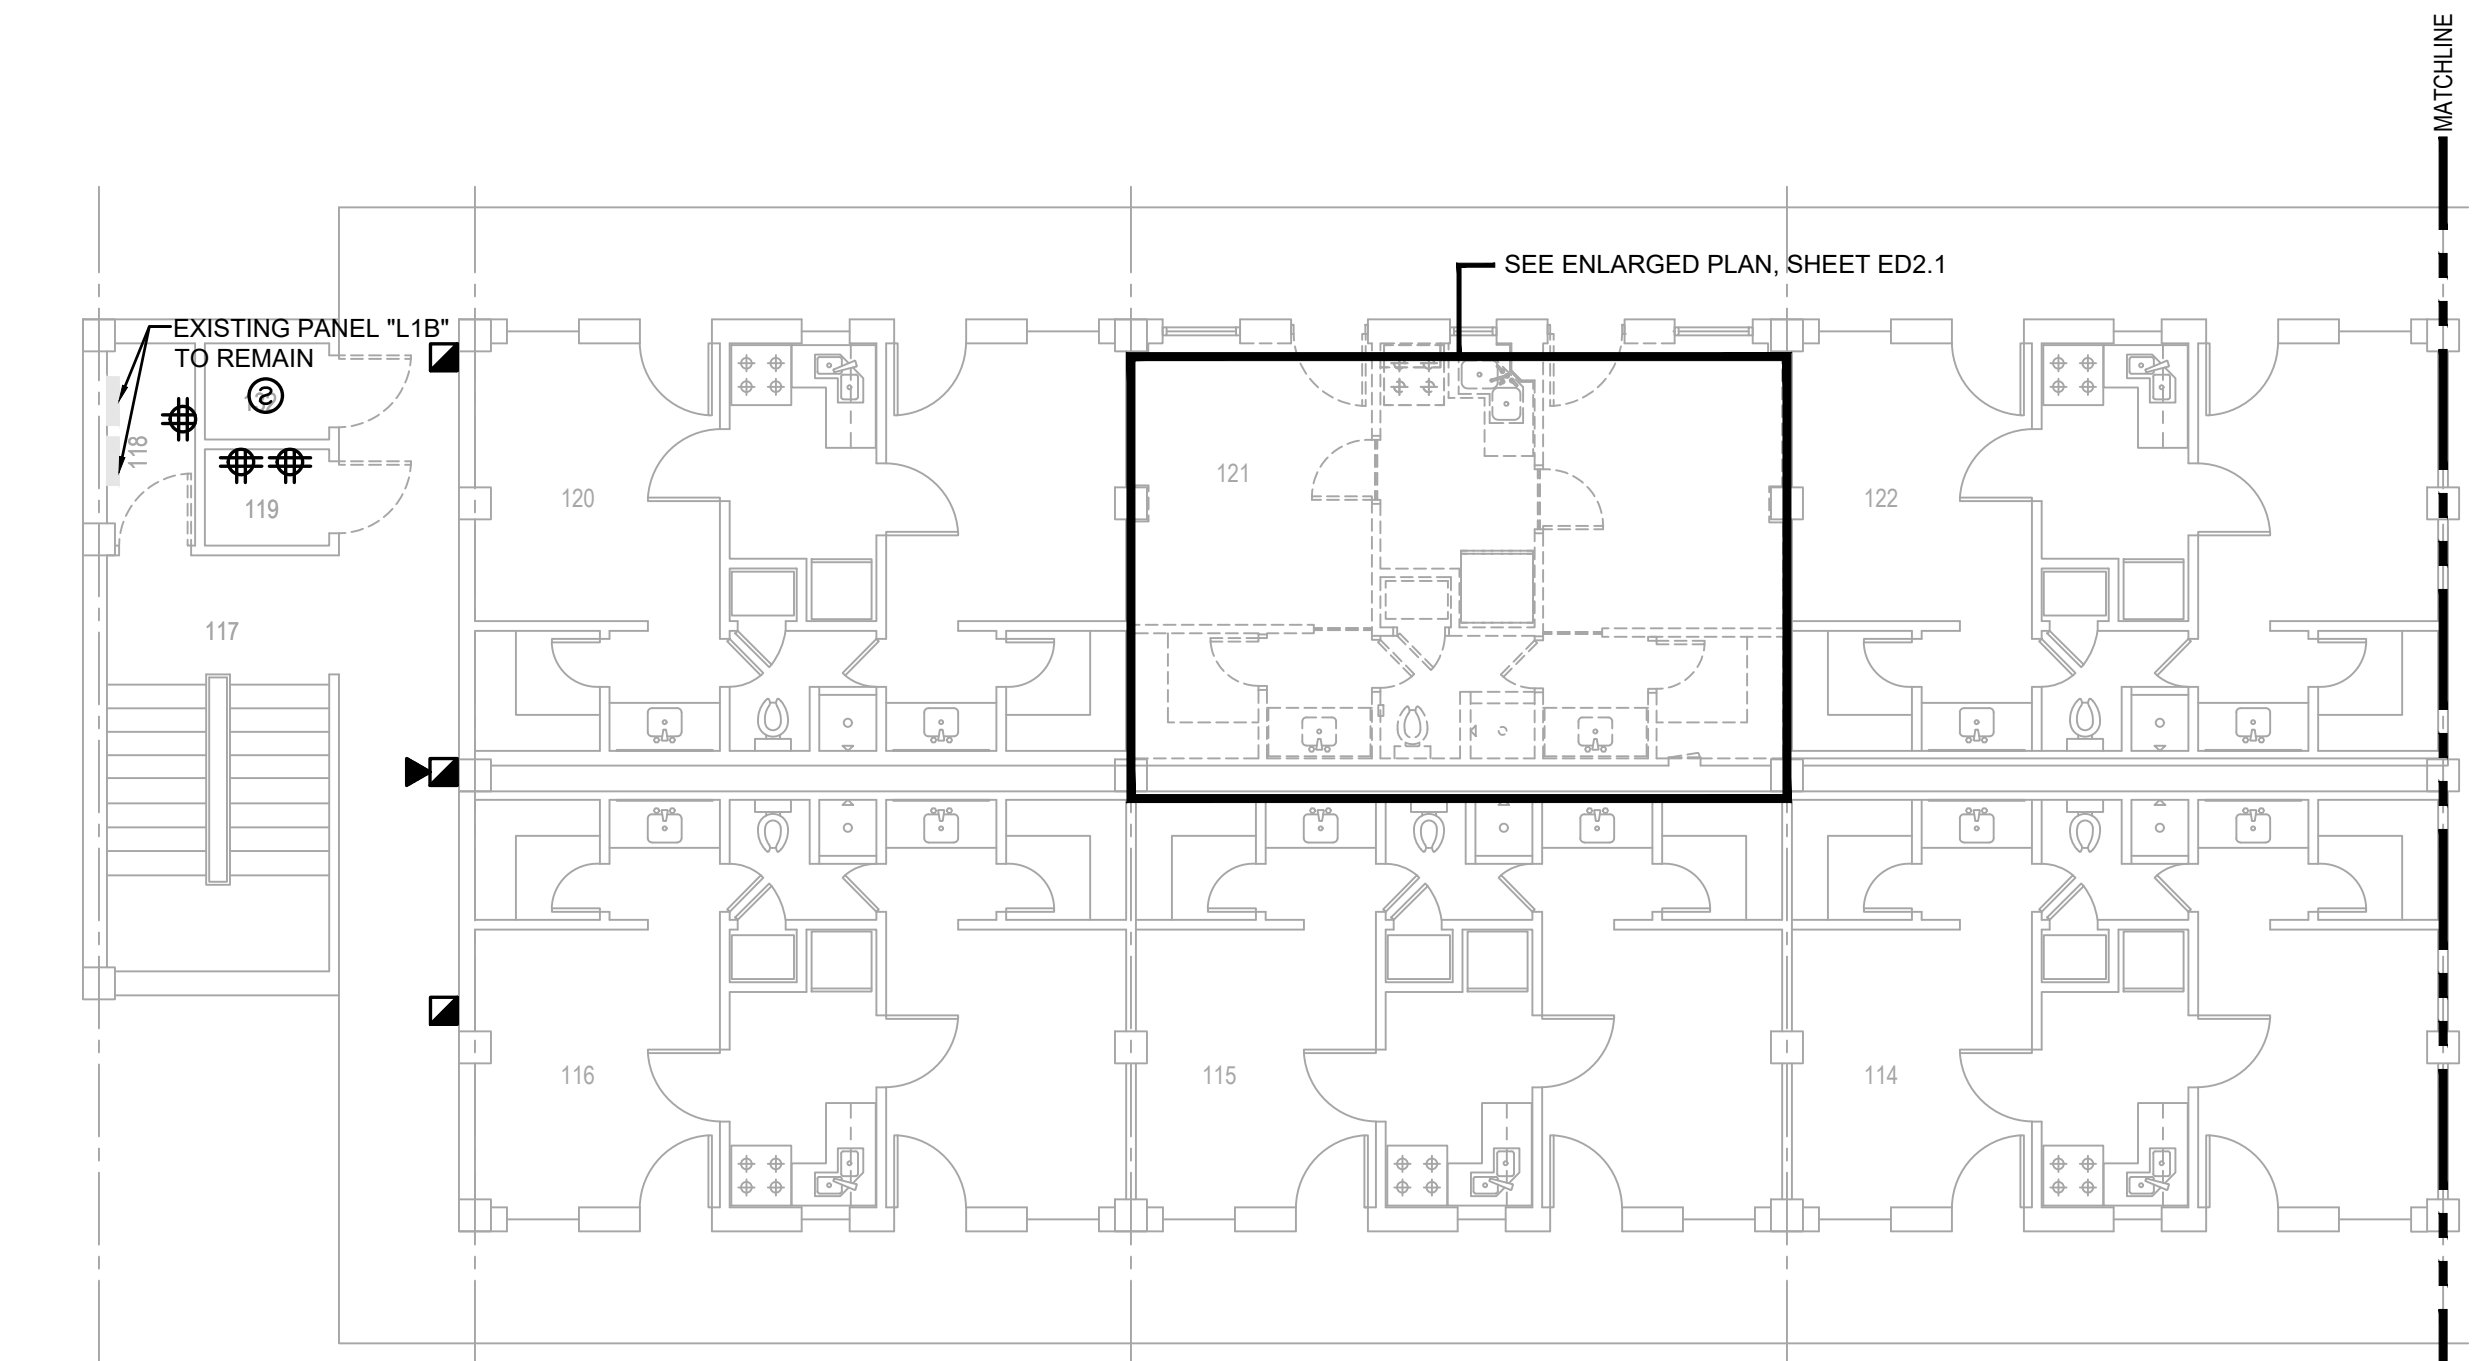 MATCHLINE
SEE ENLARGED PLAN, SHEET ED2.1
EXISTING PANEL "L1B"
TO REMAIN
S
118
119
120
121
122
117
116
115
114